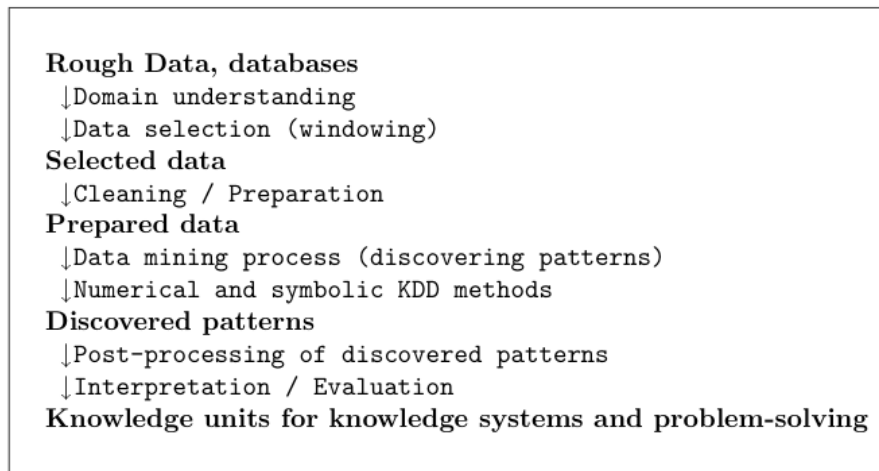 Rough Data, databases
↓Domain understanding
↓Data selection (windowing)
Selected data
↓Cleaning / Preparation
Prepared data
↓Data mining process (discovering patterns)
↓Numerical and symbolic KDD methods
Discovered patterns
↓Post-processing of discovered patterns
↓Interpretation / Evaluation
Knowledge units for knowledge systems and problem-solving